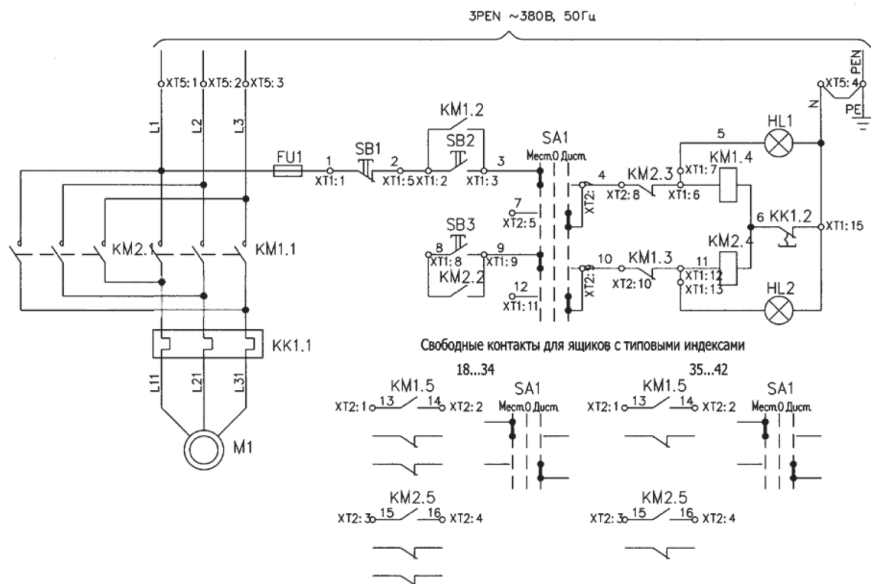 3PEN ~380В, 50Гц
XT5:1 XT5:2 XT5:3
XT5:4
PEN
N
PE
L1
L2
L3
FU1
1
SB1
2
KM1.2
SB2
3
SA1
Мест. О Дист.
XT1:1
XT1:5
XT1:2
XT1:3
4
KM2.3
5
HL1
KM1.4
XT1:7
XT2:8
XT1:6
7
XT2:5
SB3
8
9
XT1:8
XT1:9
KM2.2
12
XT1:11
XT2:9
10
KM1.3
XT2:10
11
XT1:12
XT1:13
KM2.4
6
KK1.2
XT1:15
HL2
KM2.1
KM1.1
KK1.1
L11
L21
L31
M1
Свободные контакты для ящиков с типовыми индексами
18...34
35...42
KM1.5
XT2:1 13 14 XT2:2
SA1
Мест. О Дист.
KM2.5
XT2:3 15 16 XT2:4
KM1.5
XT2:1 13 14 XT2:2
SA1
Мест. О Дист.
KM2.5
XT2:3 15 16 XT2:4